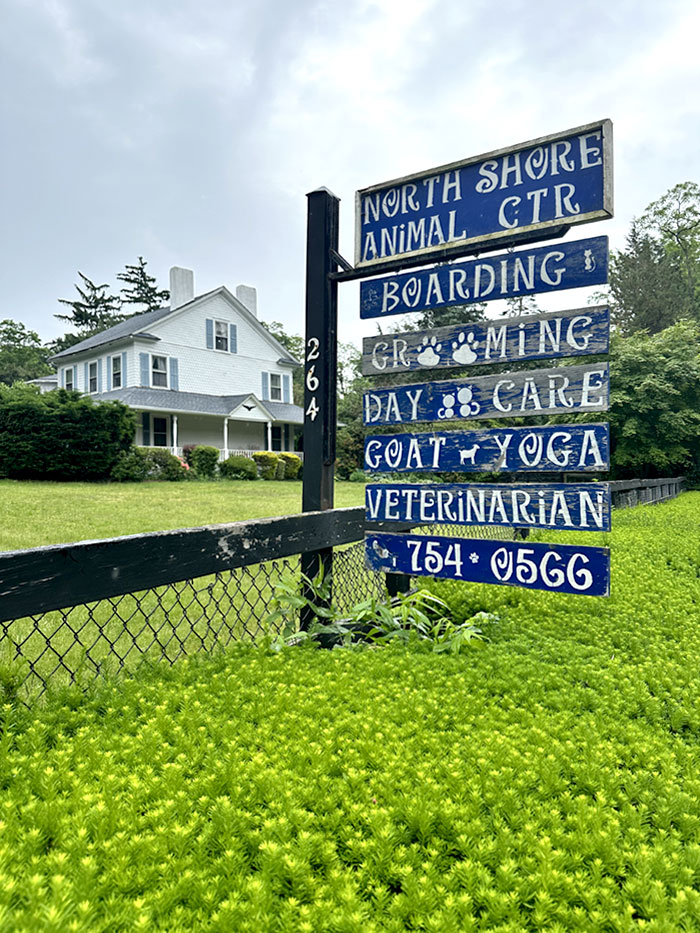 NORTH SHORE
ANiMAL CTR
BOARDiNG
GROOMiNG
DAY CARE
GOAT YOGA
VETERiNARiAN
754 0566
264